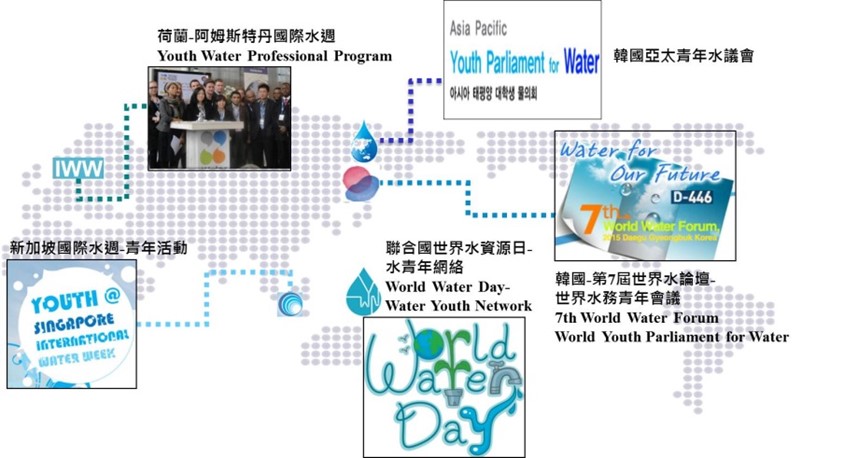 荷蘭-阿姆斯特丹國際水週
Youth Water Professional Program
Asia Pacific
Youth Parliament for Water
아시아 태평양 대학생 물의회
韓國亞太青年水議會
IWW
Water for
Our Future
D-446
7th
World Water Forum
2015 Daegu Gyeongbuk Korea
新加坡國際水週-青年活動
YOUTH @
SINGAPORE
INTERNATIONAL
WATER WEEK
聯合國世界水資源日-
水青年網絡
World Water Day-
Water Youth Network
World
Water
Day
韓國-第7屆世界水論壇-
世界水務青年會議
7th World Water Forum
World Youth Parliament for Water